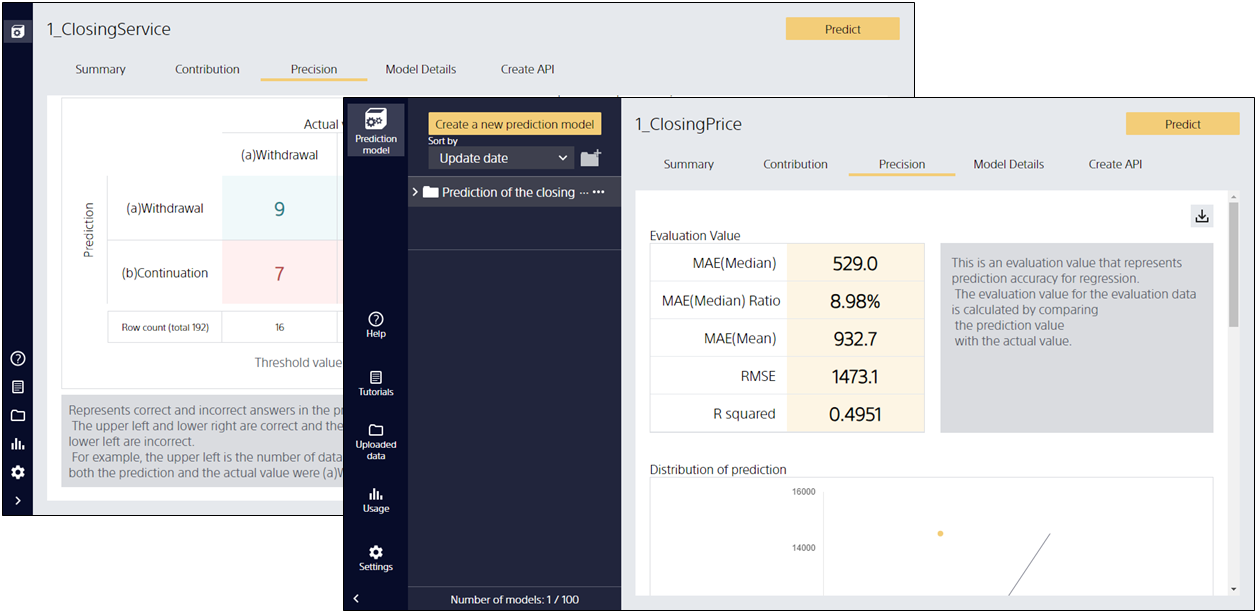 1_ClosingService
Predict
Summary
Contribution
Precision
Model Details
Create API
Actual
(a)Withdrawal
Prediction
(a)Withdrawal
9
(b)Continuation
7
Row count (total 192)
16
Threshold value
Represents correct and incorrect answers in the
The upper left and lower right are correct and the
lower left are incorrect.
For example, the upper left is the number of data
both the prediction and the actual value were (a)
Prediction
model
Help
Tutorials
Uploaded
data
Usage
Settings
Create a new prediction model
Sort by
Update date
Prediction of the closing ... •••
Number of models: 1 / 100
1_ClosingPrice
Predict
Summary
Contribution
Precision
Model Details
Create API
Evaluation Value
MAE(Median) 529.0
MAE(Median) Ratio 8.98%
MAE(Mean) 932.7
RMSE 1473.1
R squared 0.4951
This is an evaluation value that represents
prediction accuracy for regression.
The evaluation value for the evaluation data
is calculated by comparing
the prediction value
with the actual value.
Distribution of prediction
16000
14000